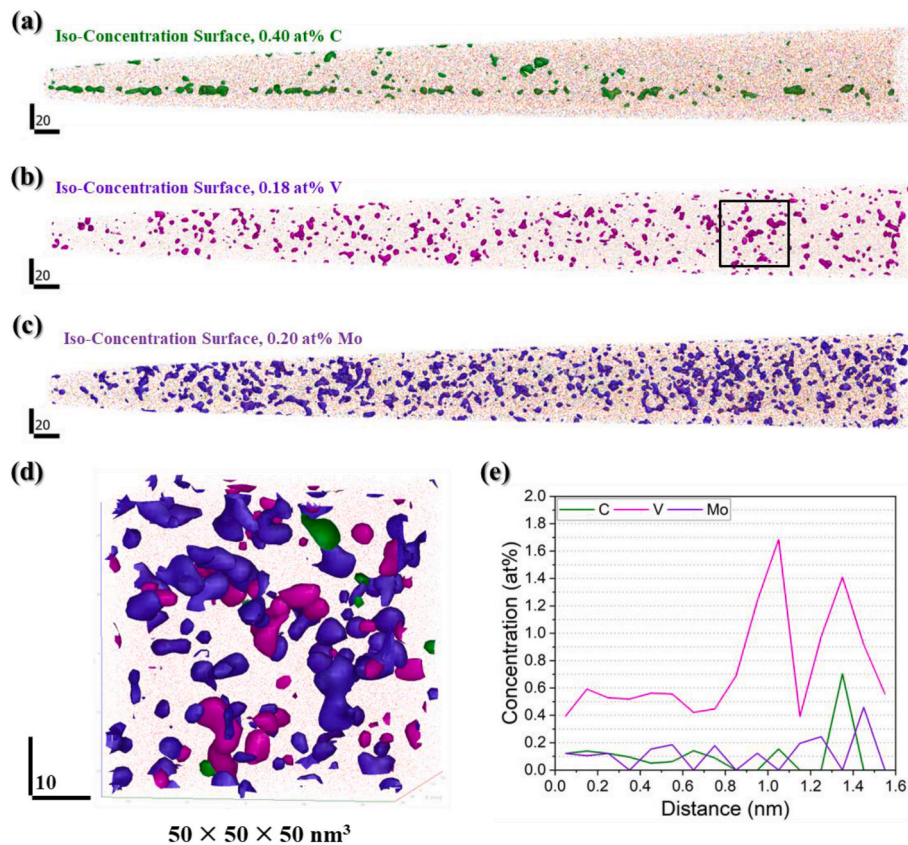 (a)
Iso-Concentration Surface, 0.40 at% C
20
(b)
Iso-Concentration Surface, 0.18 at% V
20
(c)
Iso-Concentration Surface, 0.20 at% Mo
20
(d)
10
50 × 50 × 50 nm³
(e)
C V Mo
Concentration (at%)
2.0
1.8
1.6
1.4
1.2
1.0
0.8
0.6
0.4
0.2
0.0
0.0 0.2 0.4 0.6 0.8 1.0 1.2 1.4 1.6
Distance (nm)